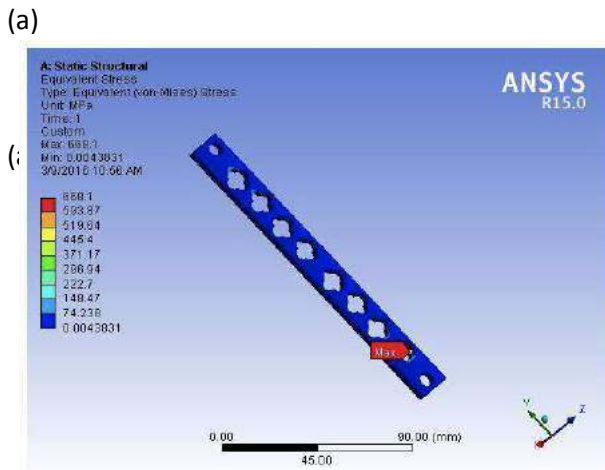 (a)
A: Static Structural
Equivalent Stress
Type: Equivalent (von-Mises) Stress
Unit: MPa
Time: 1
Custom
Max: 668.1
Min: 0.0043831
3/9/2016 10:56 AM
ANSYS
R15.0
668.1
593.87
519.64
445.4
371.17
296.94
222.7
148.47
74.238
0.0043831
Max
0.00
90.00 (mm)
45.00
Y
Z